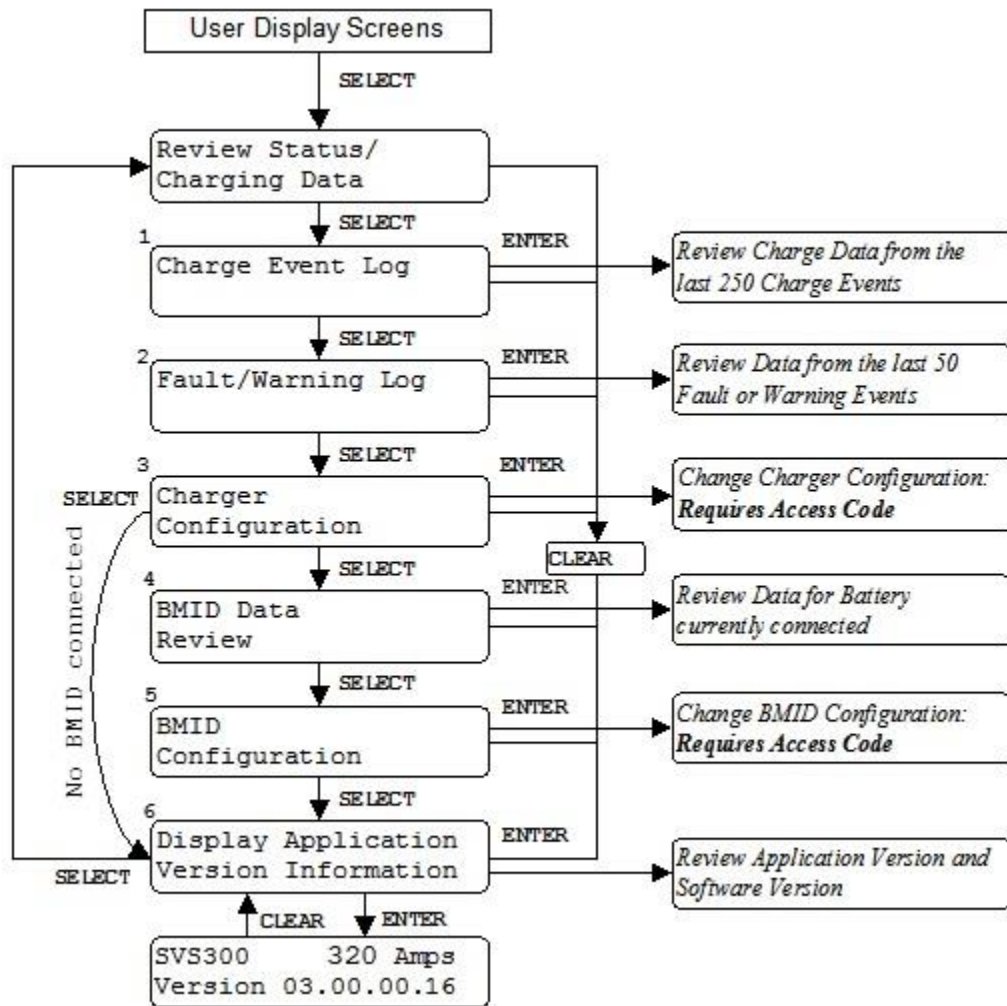 User Display Screens
SELECT
Review Status/
Charging Data
SELECT
1
ENTER
Charge Event Log
Review Charge Data from the
last 250 Charge Events
SELECT
2
ENTER
Fault/Warning Log
Review Data from the last 50
Fault or Warning Events
SELECT
3
ENTER
SELECT
Charger
Configuration
Change Charger Configuration:
Requires Access Code
No BMID connected
CLEAR
SELECT
4
ENTER
BMID Data
Review
Review Data for Battery
currently connected
SELECT
5
ENTER
BMID
Configuration
Change BMID Configuration:
Requires Access Code
SELECT
6
ENTER
Display Application
Version Information
Review Application Version and
Software Version
SELECT
CLEAR
ENTER
SVS300 320 Amps
Version 03.00.00.16